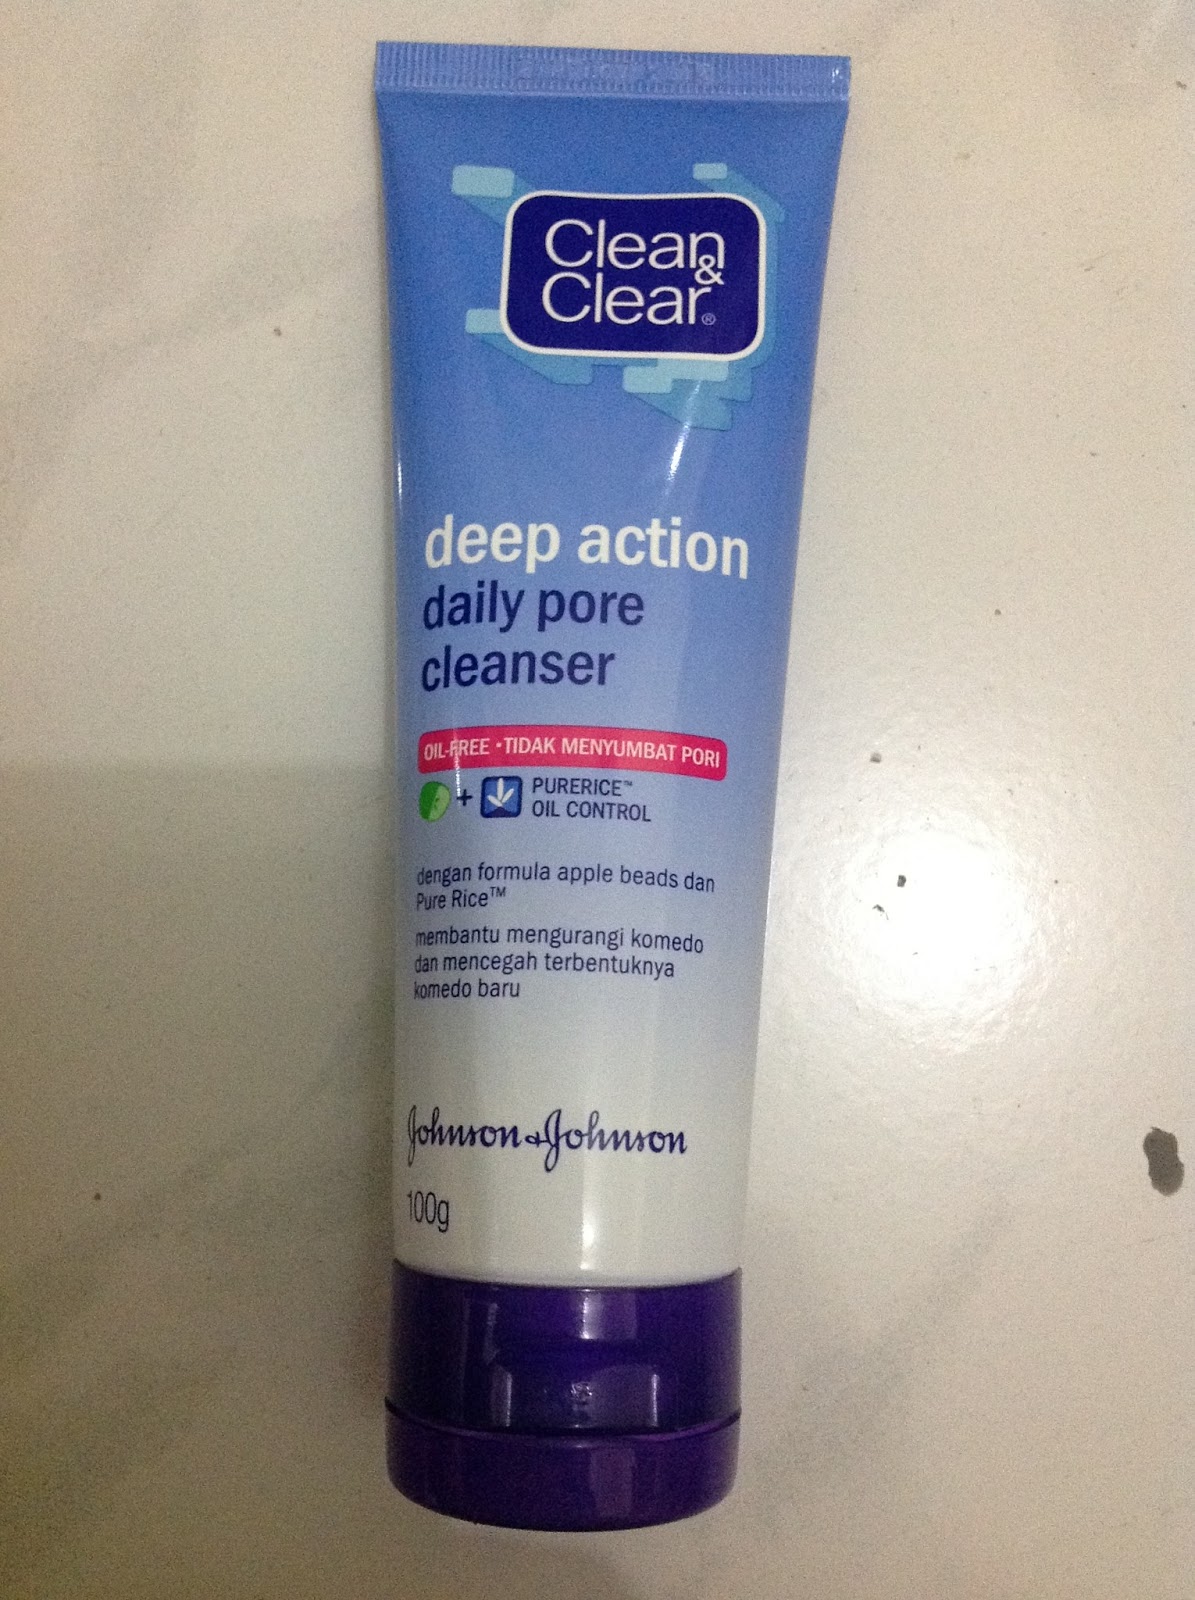 Clean
&
Clear®
deep action
daily pore
cleanser
OIL-FREE • TIDAK MENYUMBAT PORI
+ PURERICE™
OIL CONTROL
dengan formula apple beads dan
Pure Rice™
membantu mengurangi komedo
dan mencegah terbentuknya
komedo baru
Johnson & Johnson
100g